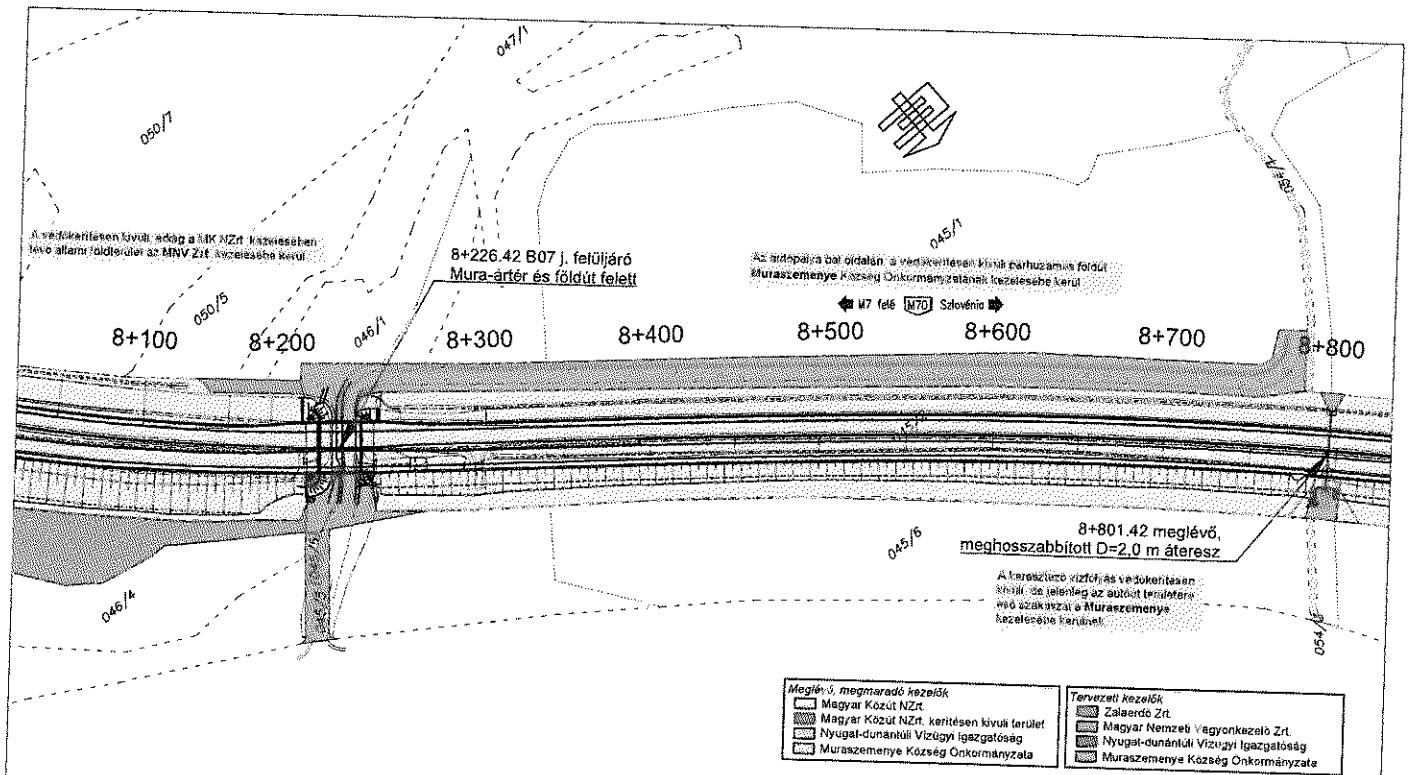 047/1
050/7
054/1
045/1
A védőkerítésen kívüli, eddig a MK NZrt. kezelésében
lévő állami földterület az MNV Zrt. kezelésébe kerül
8+226.42 B07 j. felüljáró
Mura-ártér és földút felett
Az autópálya bal oldalán, a védőkerítésen kívüli párhuzamos földút
Muraszemenye Község Önkormányzatának kezelésébe kerül
M7 felé M70 Szlovénia
050/5
046/1
8+100 8+200 8+300 8+400 8+500 8+600 8+700 8+800
8+801.42 meglévő,
meghosszabbított D=2,0 m áteresz
045/6
046/4
A keresztező vízfolyás védőkerítésen
kívüli, de jelenleg az autóút területére
eső szakaszai a Muraszemenye
kezelésébe kerülnek
Meglévő, megmaradó kezelők
Magyar Közút NZrt.
Magyar Közút NZrt. kerítésen kívüli terület
Nyugat-dunántúli Vízügyi Igazgatóság
Muraszemenye Község Önkormányzata
Tervezett kezelők
Zalaerdő Zrt.
Magyar Nemzeti Vagyonkezelő Zrt.
Nyugat-dunántúli Vízügyi Igazgatóság
Muraszemenye Község Önkormányzata